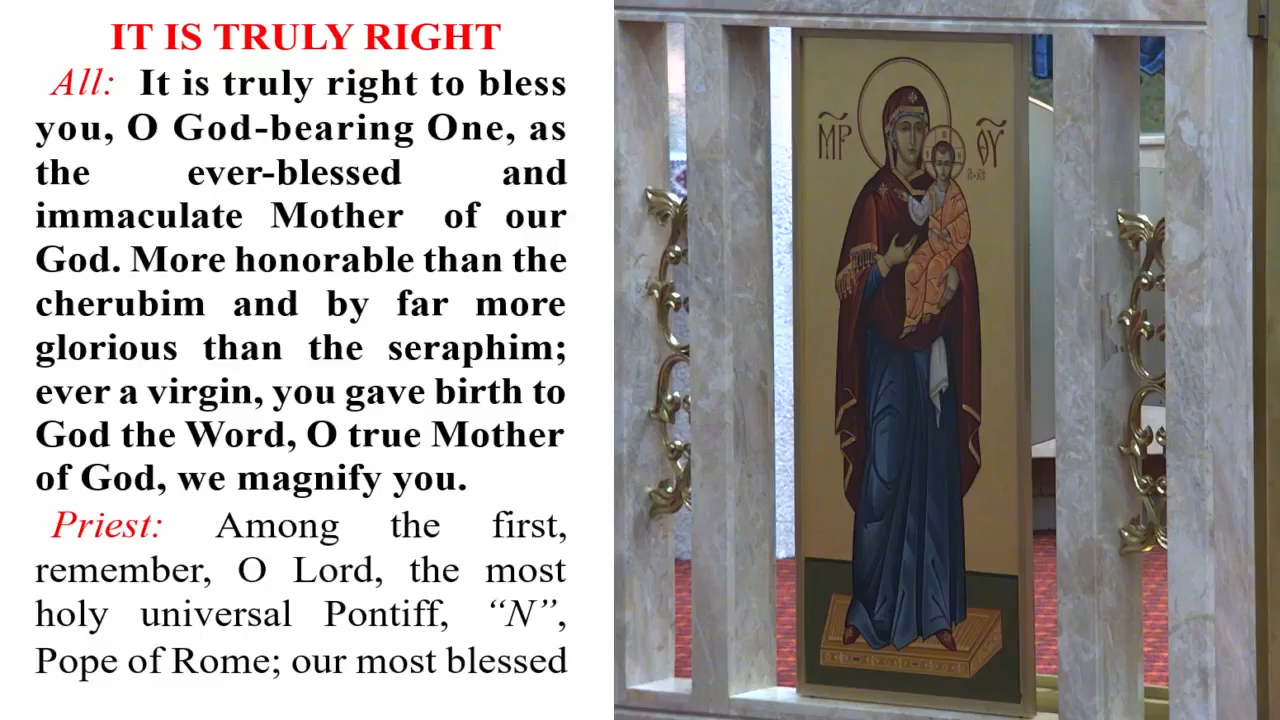 IT IS TRULY RIGHT
All: It is truly right to bless
you, O God-bearing One, as
the ever-blessed and
immaculate Mother of our
God. More honorable than the
cherubim and by far more
glorious than the seraphim;
ever a virgin, you gave birth to
God the Word, O true Mother
of God, we magnify you.
Priest: Among the first,
remember, O Lord, the most
holy universal Pontiff, “N”,
Pope of Rome; our most blessed
ΜΡ ΘΥ